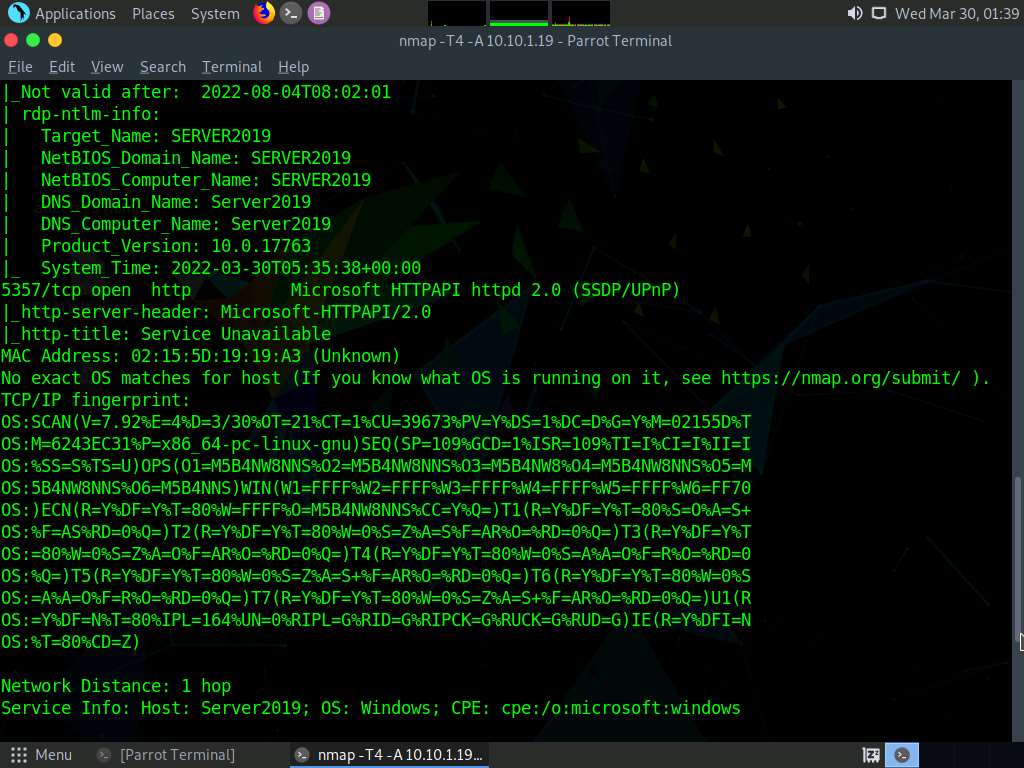 Applications Places System Wed Mar 30, 01:39
nmap -T4 -A 10.10.1.19 - Parrot Terminal
File Edit View Search Terminal Help
|_Not valid after:  2022-08-04T08:02:01
| rdp-ntlm-info:
|   Target_Name: SERVER2019
|   NetBIOS_Domain_Name: SERVER2019
|   NetBIOS_Computer_Name: SERVER2019
|   DNS_Domain_Name: Server2019
|   DNS_Computer_Name: Server2019
|   Product_Version: 10.0.17763
|_  System_Time: 2022-03-30T05:35:38+00:00
5357/tcp open  http          Microsoft HTTPAPI httpd 2.0 (SSDP/UPnP)
|_http-server-header: Microsoft-HTTPAPI/2.0
|_http-title: Service Unavailable
MAC Address: 02:15:5D:19:19:A3 (Unknown)
No exact OS matches for host (If you know what OS is running on it, see https://nmap.org/submit/ ).
TCP/IP fingerprint:
OS:SCAN(V=7.92%E=4%D=3/30%OT=21%CT=1%CU=39673%PV=Y%DS=1%DC=D%G=Y%M=02155D%T
OS:M=6243EC31%P=x86_64-pc-linux-gnu)SEQ(SP=109%GCD=1%ISR=109%TI=I%CI=I%II=I
OS:%SS=S%TS=U)OPS(O1=M5B4NW8NNS%O2=M5B4NW8NNS%O3=M5B4NW8%O4=M5B4NW8NNS%O5=M
OS:5B4NW8NNS%O6=M5B4NNS)WIN(W1=FFFF%W2=FFFF%W3=FFFF%W4=FFFF%W5=FFFF%W6=FF70
OS:)ECN(R=Y%DF=Y%T=80%W=FFFF%O=M5B4NW8NNS%CC=Y%Q=)T1(R=Y%DF=Y%T=80%S=O%A=S+
OS:%F=AS%RD=0%Q=)T2(R=Y%DF=Y%T=80%W=0%S=Z%A=S%F=AR%O=%RD=0%Q=)T3(R=Y%DF=Y%T
OS:=80%W=0%S=Z%A=O%F=AR%O=%RD=0%Q=)T4(R=Y%DF=Y%T=80%W=0%S=A%A=O%F=R%O=%RD=0
OS:%Q=)T5(R=Y%DF=Y%T=80%W=0%S=Z%A=S+%F=AR%O=%RD=0%Q=)T6(R=Y%DF=Y%T=80%W=0%S
OS:=A%A=O%F=R%O=%RD=0%Q=)T7(R=Y%DF=Y%T=80%W=0%S=Z%A=S+%F=AR%O=%RD=0%Q=)U1(R
OS:=Y%DF=N%T=80%IPL=164%UN=0%RIPL=G%RID=G%RIPCK=G%RUCK=G%RUD=G)IE(R=Y%DFI=N
OS:%T=80%CD=Z)
Network Distance: 1 hop
Service Info: Host: Server2019; OS: Windows; CPE: cpe:/o:microsoft:windows
Menu [Parrot Terminal] nmap -T4 -A 10.10.1.19...